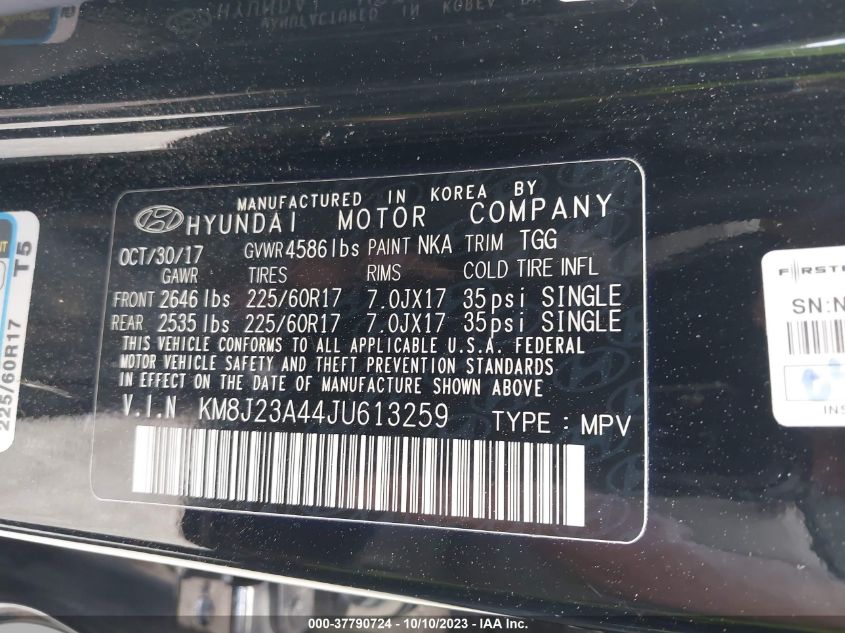 MANUFACTURED IN KOREA BY
HYUNDAI MOTOR COMPANY
OCT/30/17 GVWR 4586 lbs PAINT NKA TRIM TGG
GAWR TIRES RIMS COLD TIRE INFL
FRONT 2646 lbs 225/60R17 7.0JX17 35psi SINGLE
REAR 2535 lbs 225/60R17 7.0JX17 35psi SINGLE
THIS VEHICLE CONFORMS TO ALL APPLICABLE U.S.A. FEDERAL
MOTOR VEHICLE SAFETY AND THEFT PREVENTION STANDARDS
IN EFFECT ON THE DATE OF MANUFACTURE SHOWN ABOVE
V.I.N KM8J23A44JU613259 TYPE : MPV
225/60R17 T5
F/RSTE
SN:N
INS
000-37790724 - 10/10/2023 - IAA Inc.